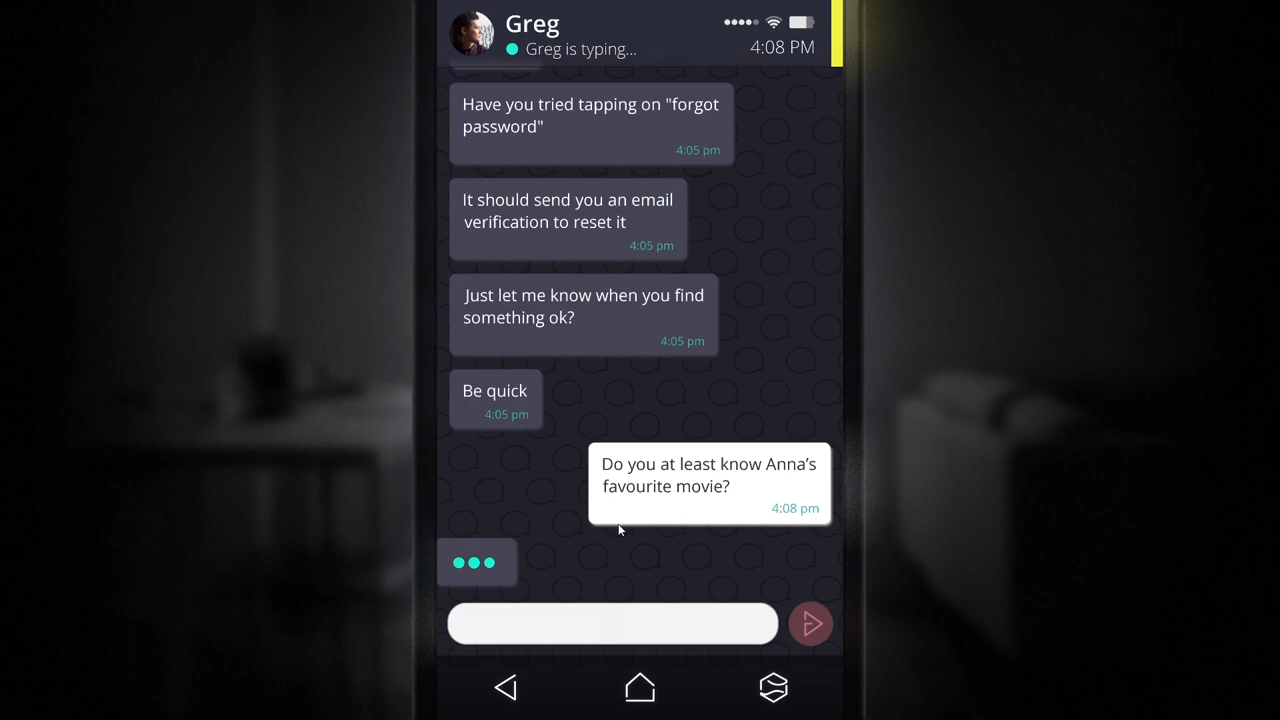 Greg
Greg is typing...
4:08 PM
Have you tried tapping on "forgot
password"
4:05 pm
It should send you an email
verification to reset it
4:05 pm
Just let me know when you find
something ok?
4:05 pm
Be quick
4:05 pm
Do you at least know Anna’s
favourite movie?
4:08 pm